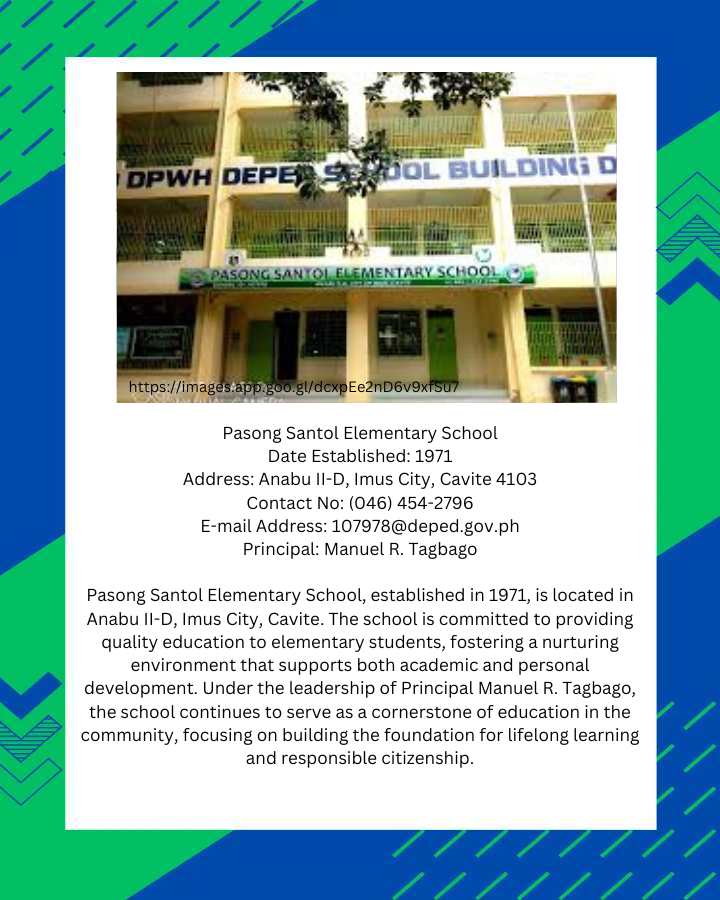 DPWH DEPED SCHOOL BUILDING
PASONG SANTOL ELEMENTARY SCHOOL
https://images.app.goo.gl/dcxpEe2nD6v9xfSu7
Pasong Santol Elementary School
Date Established: 1971
Address: Anabu II-D, Imus City, Cavite 4103
Contact No: (046) 454-2796
E-mail Address: 107978@deped.gov.ph
Principal: Manuel R. Tagbago
Pasong Santol Elementary School, established in 1971, is located in
Anabu II-D, Imus City, Cavite. The school is committed to providing
quality education to elementary students, fostering a nurturing
environment that supports both academic and personal
development. Under the leadership of Principal Manuel R. Tagbago,
the school continues to serve as a cornerstone of education in the
community, focusing on building the foundation for lifelong learning
and responsible citizenship.